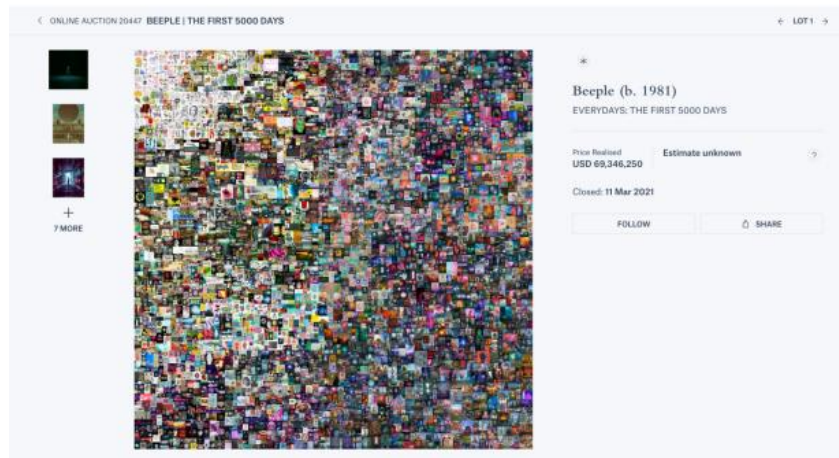 ONLINE AUCTION 20447 BEEPLE | THE FIRST 5000 DAYS
LOT 1
7 MORE
Beeple (b. 1981)
EVERYDAYS: THE FIRST 5000 DAYS
Price Realised
USD 69,346,250
Estimate unknown
?
Closed: 11 Mar 2021
FOLLOW
SHARE